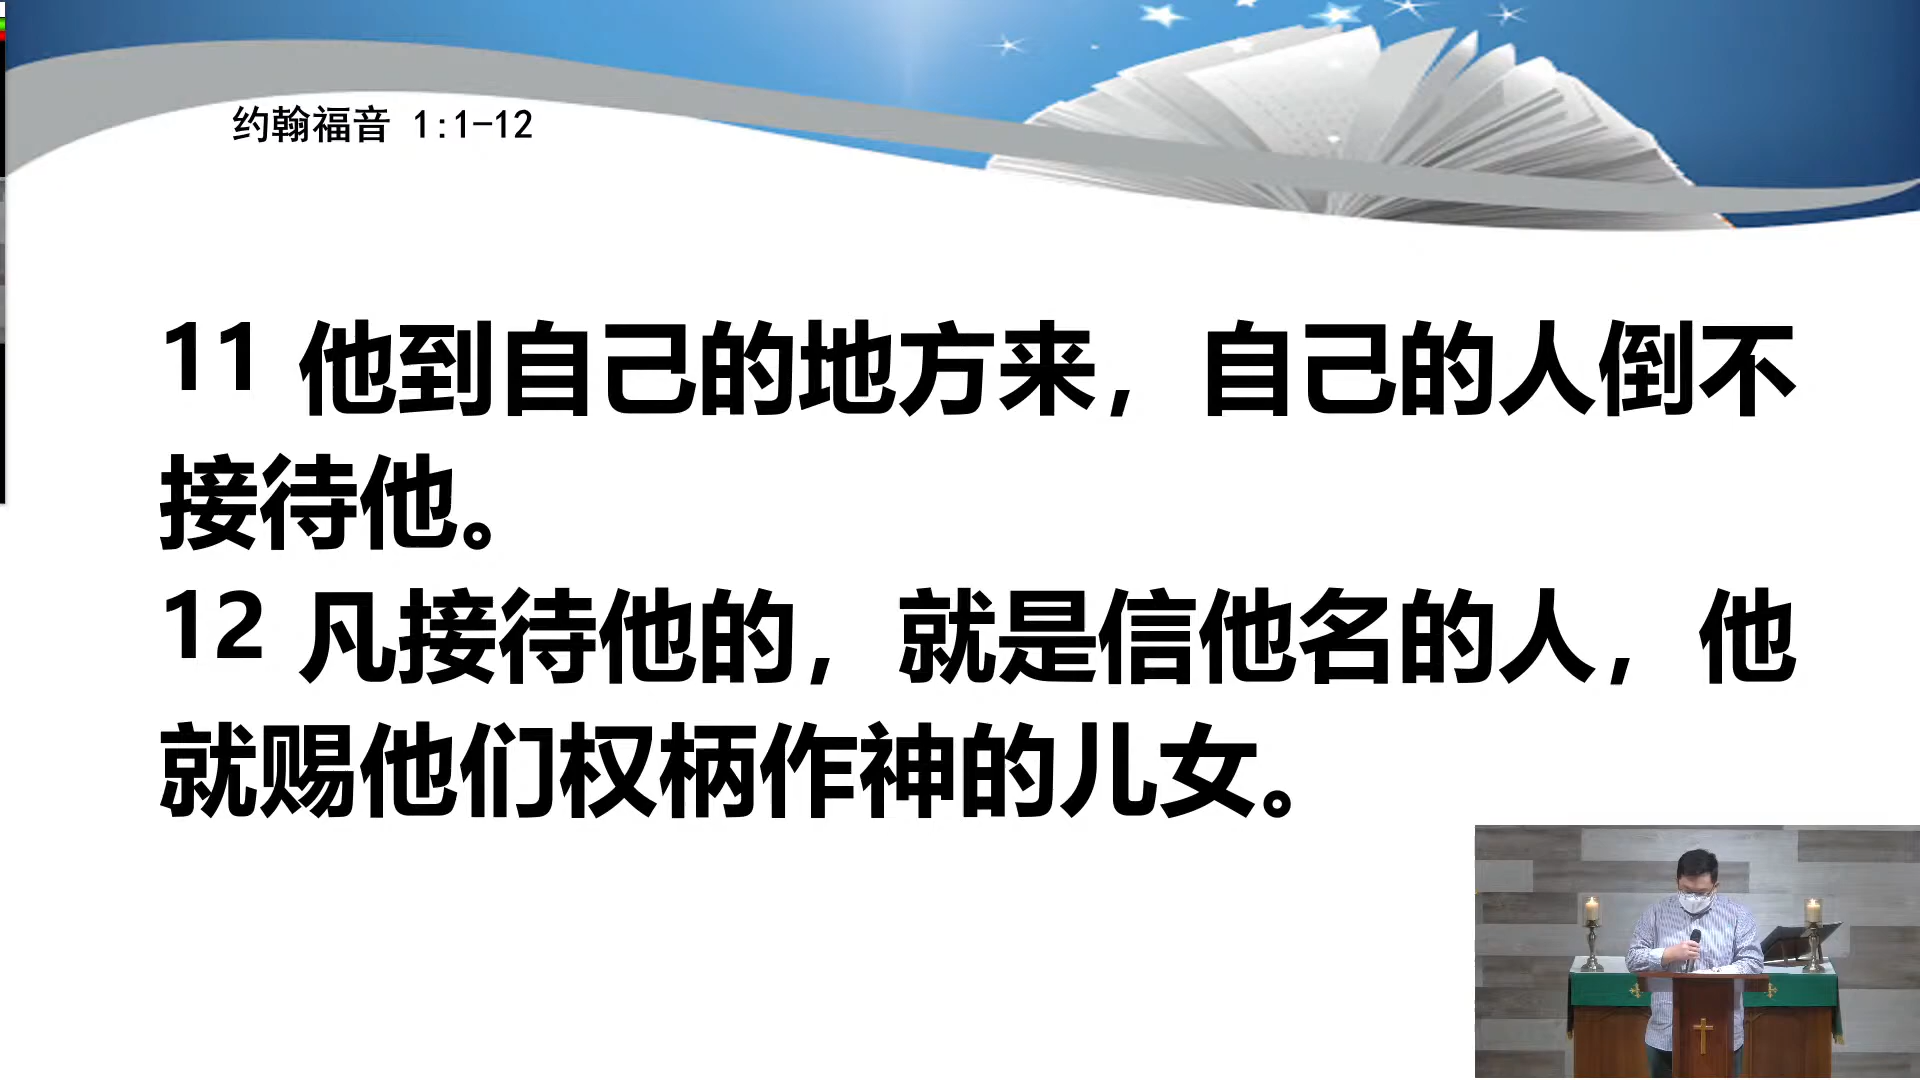 约翰福音 1:1-12
11 他到自己的地方来，自己的人倒不
接待他。
12 凡接待他的，就是信他名的人，他
就赐他们权柄作神的儿女。